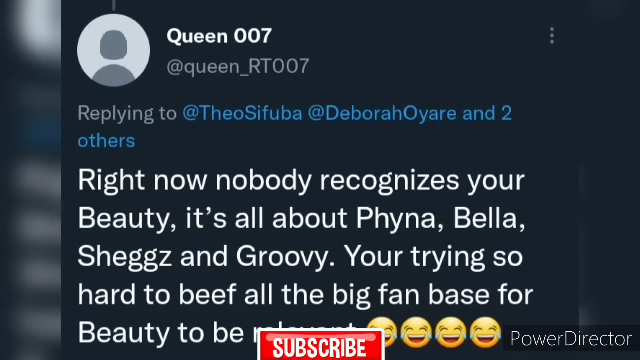 Queen 007
@queen_RT007
Replying to @TheoSifuba @DeborahOyare and 2
others
Right now nobody recognizes your
Beauty, it's all about Phyna, Bella,
Sheggz and Groovy. Your trying so
hard to beef all the big fan base for
Beauty to be 😂😂😂😂
SUBSCRIBE
PowerDirector